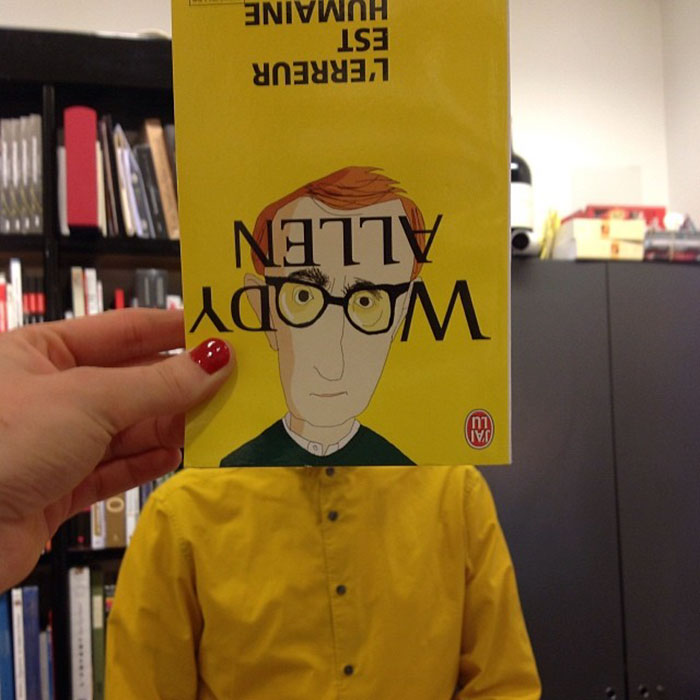 J'AI
LU
WOODY
ALLEN
L'ERREUR
EST
HUMAINE